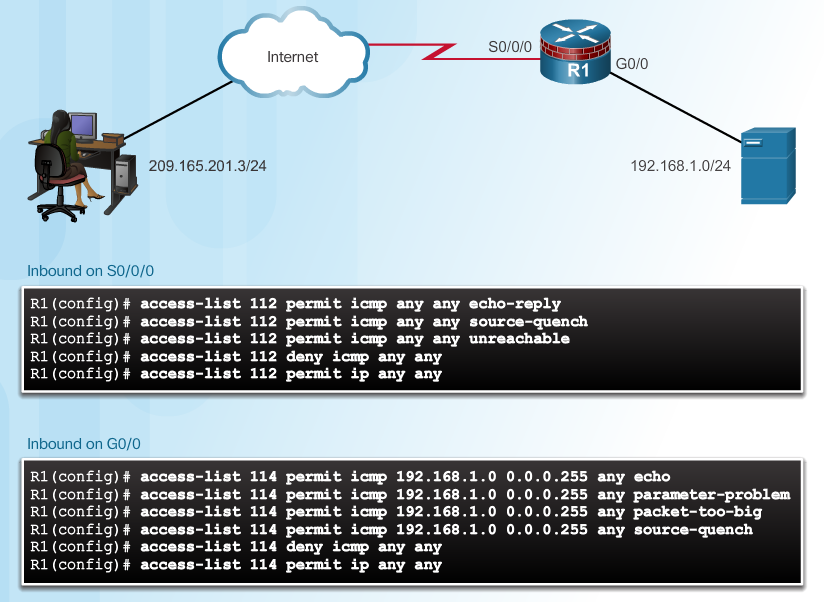 Internet
S0/0/0
R1
G0/0
209.165.201.3/24
192.168.1.0/24
Inbound on S0/0/0
R1(config)# access-list 112 permit icmp any any echo-reply
R1(config)# access-list 112 permit icmp any any source-quench
R1(config)# access-list 112 permit icmp any any unreachable
R1(config)# access-list 112 deny icmp any any
R1(config)# access-list 112 permit ip any any
Inbound on G0/0
R1(config)# access-list 114 permit icmp 192.168.1.0 0.0.0.255 any echo
R1(config)# access-list 114 permit icmp 192.168.1.0 0.0.0.255 any parameter-problem
R1(config)# access-list 114 permit icmp 192.168.1.0 0.0.0.255 any packet-too-big
R1(config)# access-list 114 permit icmp 192.168.1.0 0.0.0.255 any source-quench
R1(config)# access-list 114 deny icmp any any
R1(config)# access-list 114 permit ip any any